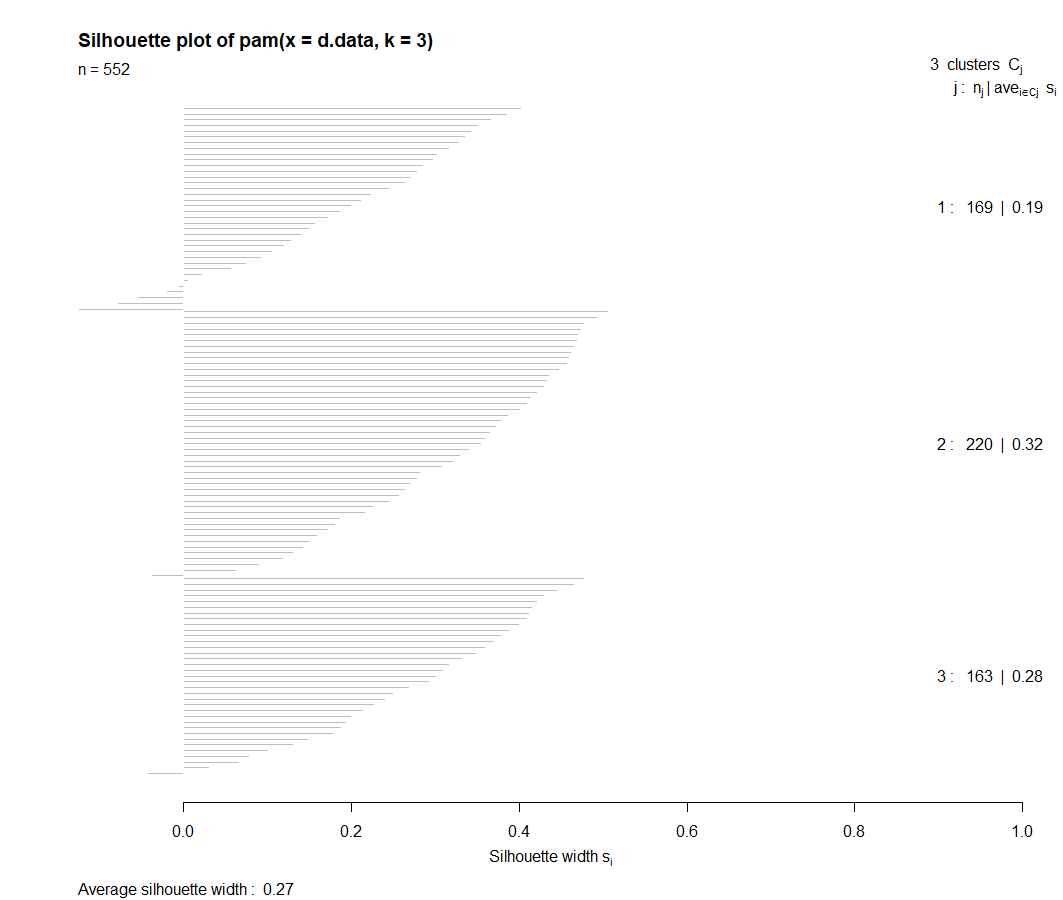 Silhouette plot of pam(x = d.data, k = 3)
n = 552
3 clusters Cj
j : nj | avei∈Cj si
1 : 169 | 0.19
2 : 220 | 0.32
3 : 163 | 0.28
0.0 0.2 0.4 0.6 0.8 1.0
Silhouette width si
Average silhouette width : 0.27